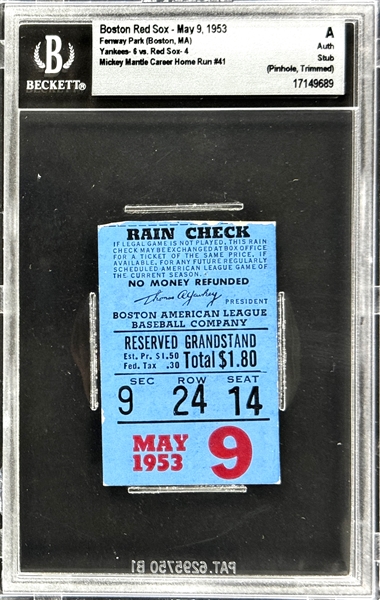 Boston Red Sox - May 9, 1953
Fenway Park (Boston, MA)
Yankees- 6 vs. Red Sox- 4
Mickey Mantle Career Home Run #41
A
Auth
Stub
(Pinhole, Trimmed)
17149689
B
BECKETT®
RAIN CHECK
IF LEGAL GAME IS NOT PLAYED, THIS RAIN
CHECK MAY BE EXCHANGED AT BOX OFFICE
FOR A TICKET OF THE SAME PRICE, IF
AVAILABLE, FOR ANY FUTURE REGULARLY
SCHEDULED AMERICAN LEAGUE GAME OF
THE CURRENT SEASON.
NO MONEY REFUNDED
Thomas A Yawkey
PRESIDENT
BOSTON AMERICAN LEAGUE
BASEBALL COMPANY
RESERVED GRANDSTAND
Est. Pr. $1.50
Fed. Tax .30
Total $1.80
SEC ROW SEAT
9 24 14
MAY 9
1953
PAT. 6295750 B1